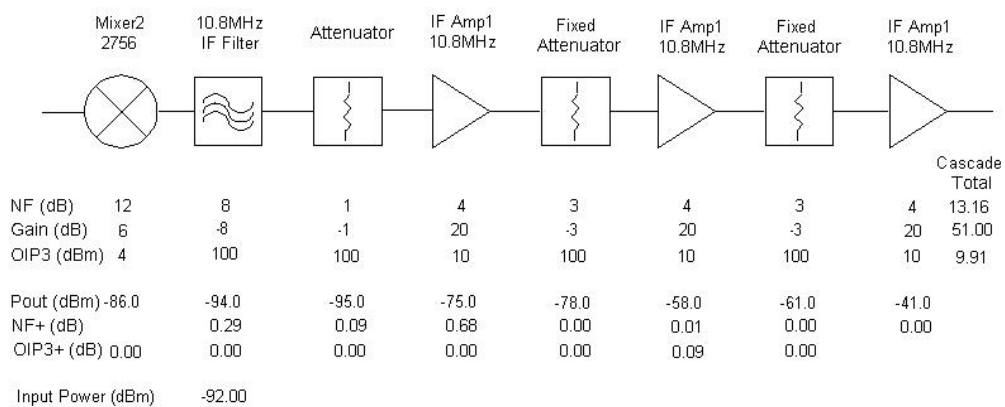 Mixer2 10.8MHz Attenuator IF Amp1 Fixed IF Amp1 Fixed IF Amp1
2756 IF Filter 10.8MHz Attenuator 10.8MHz Attenuator 10.8MHz
Cascade
Total
NF (dB) 12 8 1 4 3 4 3 4 13.16
Gain (dB) 6 -8 -1 20 -3 20 -3 20 51.00
OIP3 (dBm) 4 100 100 10 100 10 100 10 9.91
Pout (dBm) -86.0 -94.0 -95.0 -75.0 -78.0 -58.0 -61.0 -41.0
NF+ (dB) 0.29 0.09 0.68 0.00 0.01 0.00 0.00
OIP3+ (dB) 0.00 0.00 0.00 0.00 0.00 0.09 0.00
Input Power (dBm) -92.00